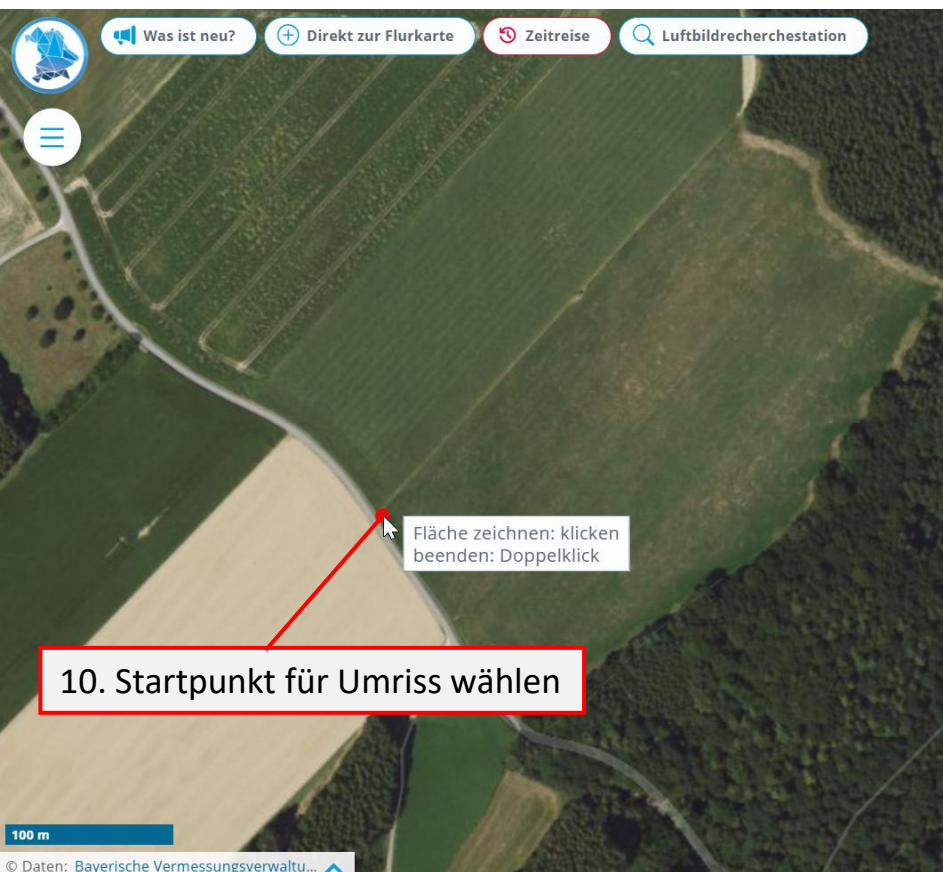 Was ist neu?
Direkt zur Flurkarte
Zeitreise
Luftbildrecherchestation
Fläche zeichnen: klicken
beenden: Doppelklick
10. Startpunkt für Umriss wählen
100 m
© Daten: Bayerische Vermessungsverwaltu...